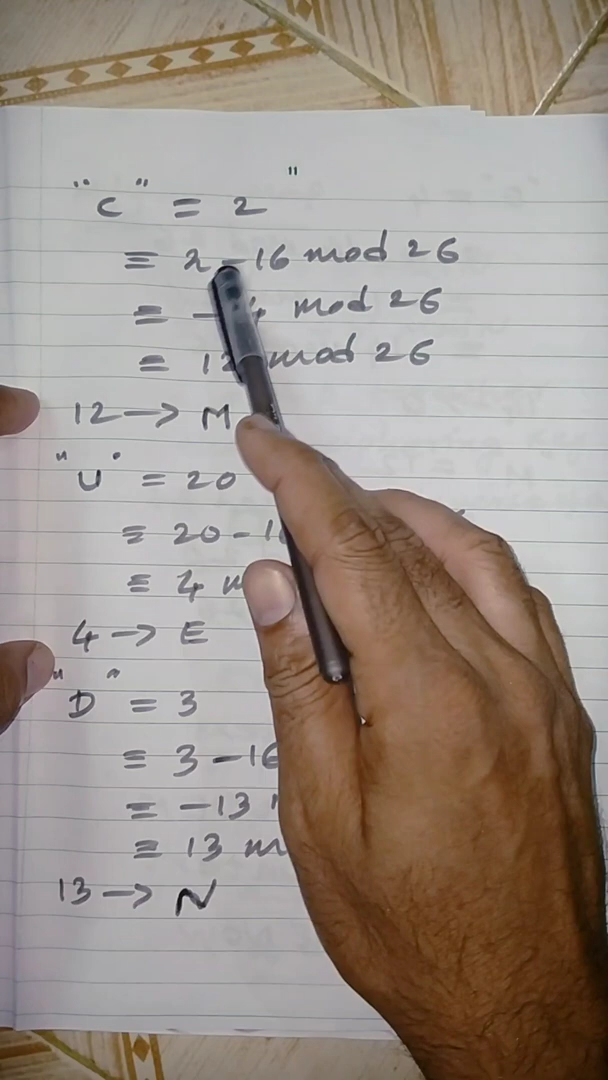 "C" = 2 "
≡ 2 - 16 mod 26
≡ - 4 mod 26
≡ 12 mod 26
12 → M
"U" = 20
≡ 20 - 1
≡ 4 m
4 → E
"D" = 3
≡ 3 - 16
≡ -13
≡ 13 m
13 → N